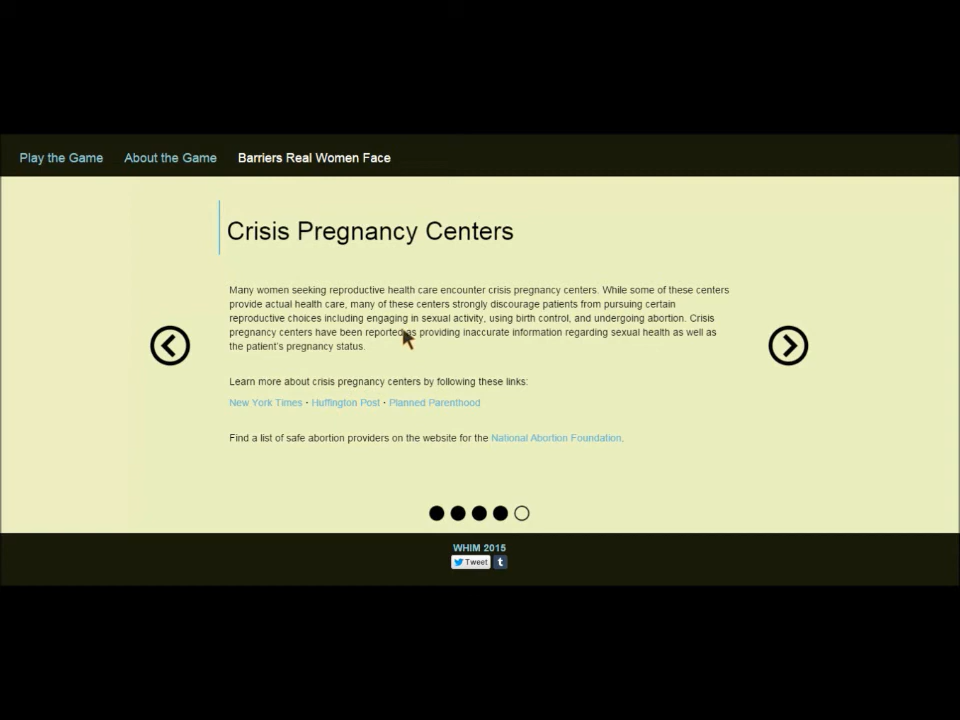 Play the Game About the Game Barriers Real Women Face
Crisis Pregnancy Centers
Many women seeking reproductive health care encounter crisis pregnancy centers. While some of these centers
provide actual health care, many of these centers strongly discourage patients from pursuing certain
reproductive choices including engaging in sexual activity, using birth control, and undergoing abortion. Crisis
pregnancy centers have been reported as providing inaccurate information regarding sexual health as well as
the patient's pregnancy status.
Learn more about crisis pregnancy centers by following these links:
New York Times · Huffington Post · Planned Parenthood
Find a list of safe abortion providers on the website for the National Abortion Foundation.
WHIM 2015
Tweet t